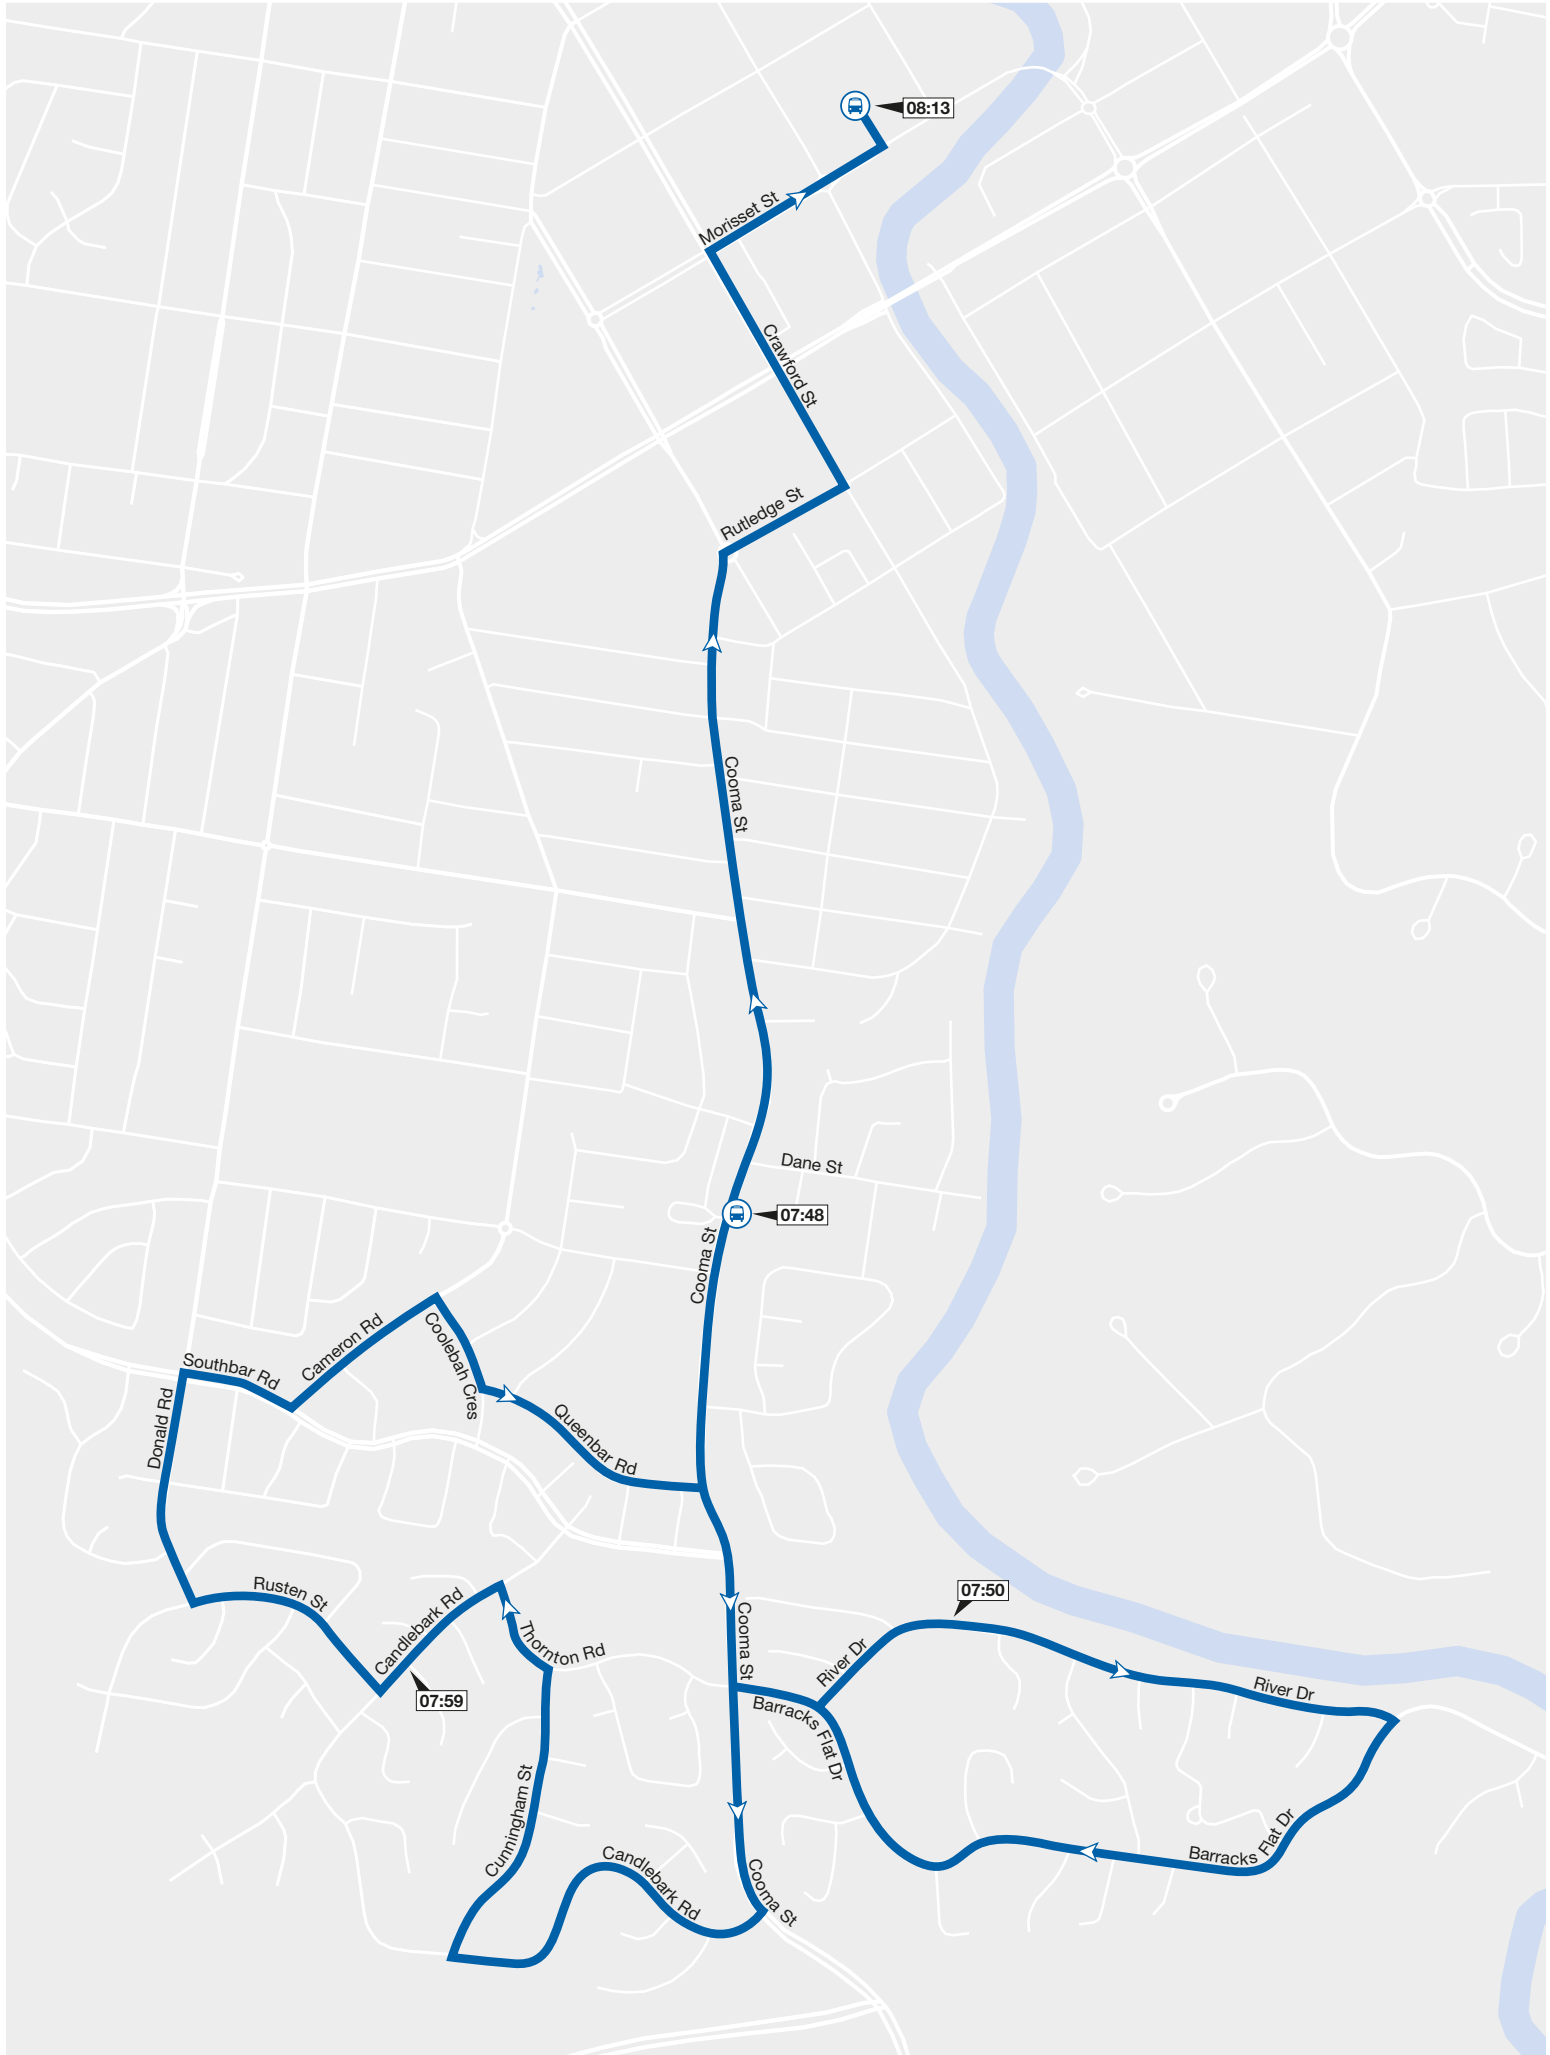 08:13
Morisset St
Crawford St
Rutledge St
Cooma St
Dane St
07:48
Cooma St
Cameron Rd
Coolebah Cres
Southbar Rd
Donald Rd
Queenbar Rd
Rusten St
Candlebark Rd
07:59
Thornton Rd
Cooma St
07:50
River Dr
River Dr
Barracks Flat Dr
Cunningham St
Candlebark Rd
Cooma St
Barracks Flat Dr